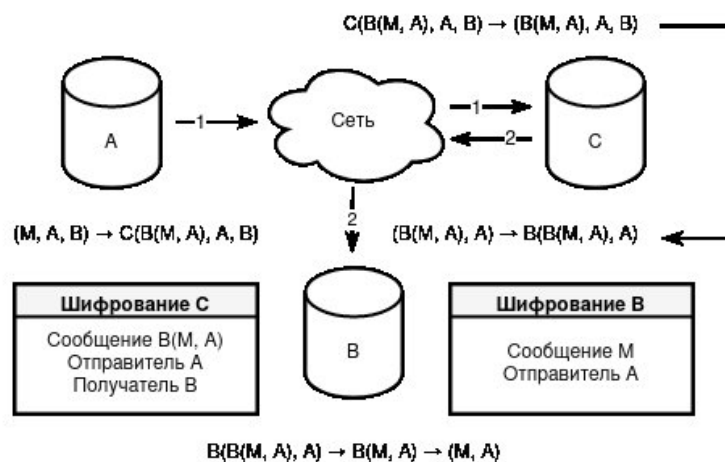 C(B(M, A), A, B) → (B(M, A), A, B)
A
1
Сеть
1
2
C
2
(M, A, B) → C(B(M, A), A, B)
(B(M, A), A) → B(B(M, A), A)
Шифрование C
Сообщение B(M, A)
Отправитель A
Получатель B
B
Шифрование B
Сообщение M
Отправитель A
B(B(M, A), A) → B(M, A) → (M, A)